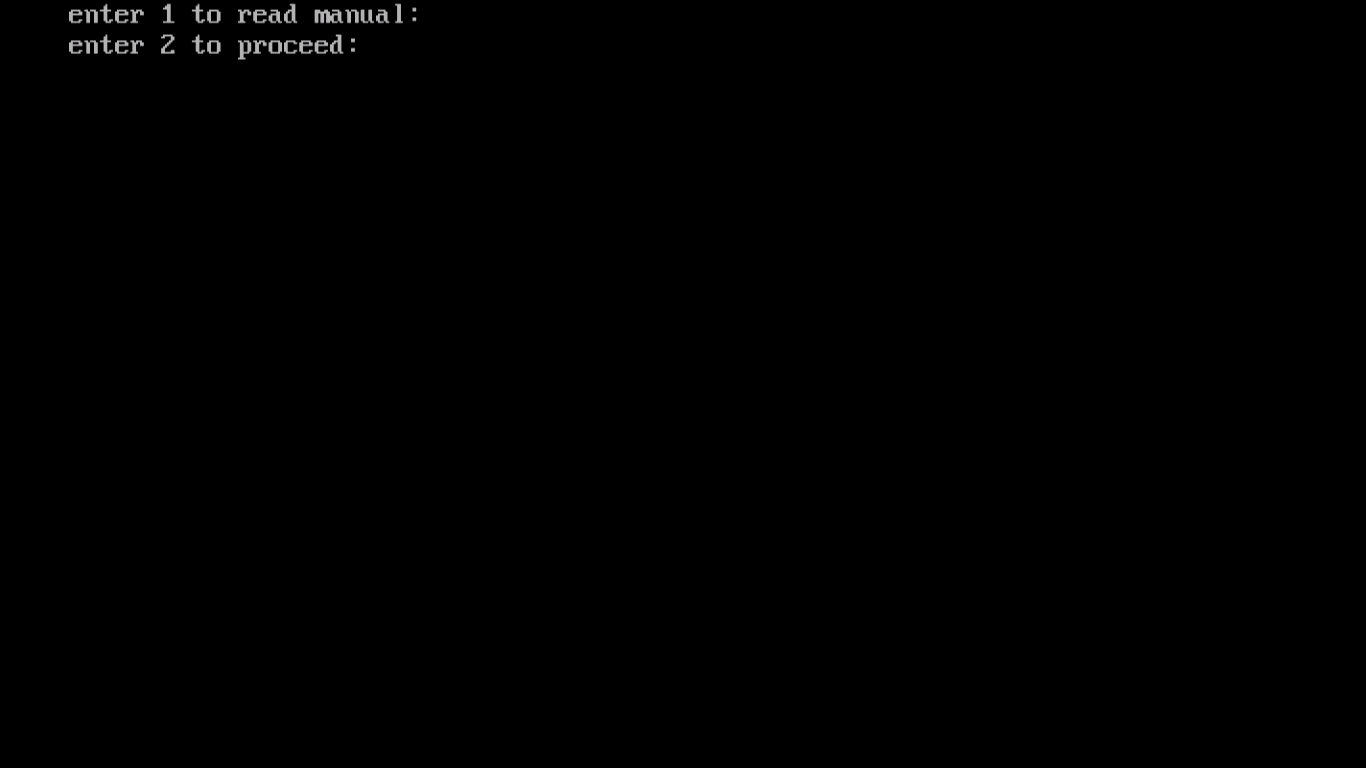 enter 1 to read manual:
enter 2 to proceed: